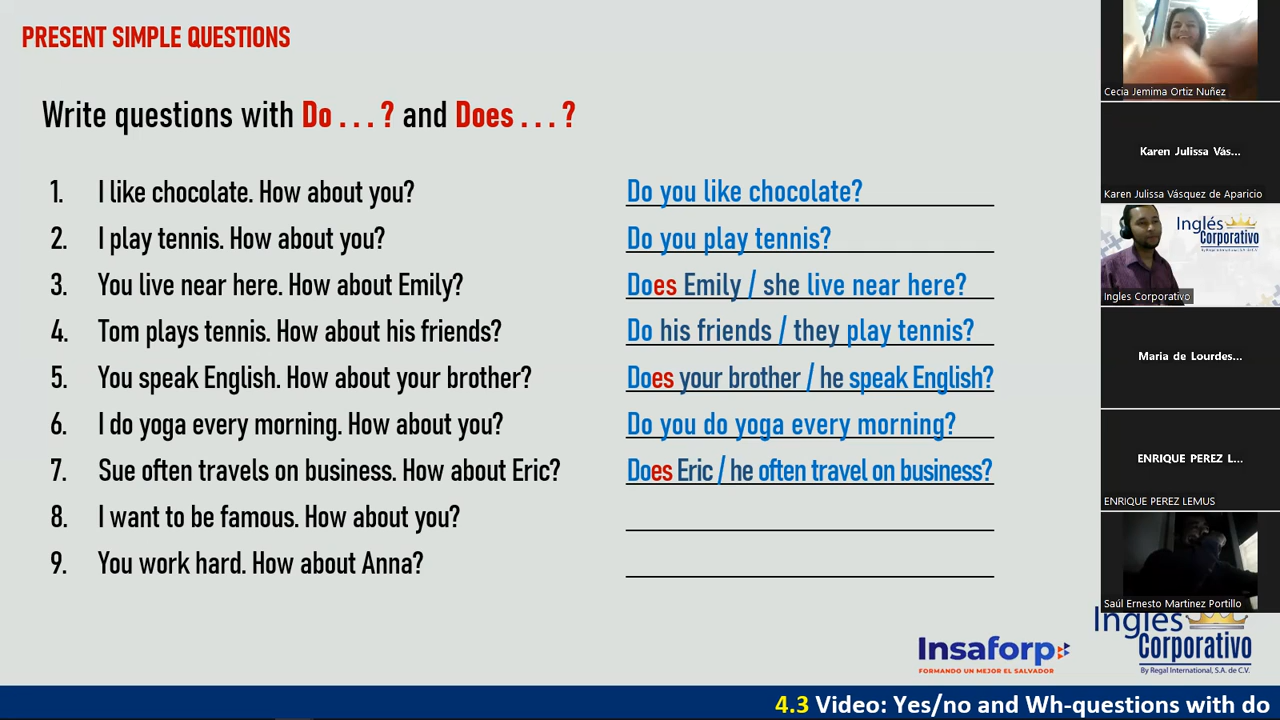 PRESENT SIMPLE QUESTIONS
Write questions with Do . . . ? and Does . . . ?
1. I like chocolate. How about you? Do you like chocolate?
2. I play tennis. How about you? Do you play tennis?
3. You live near here. How about Emily? Does Emily / she live near here?
4. Tom plays tennis. How about his friends? Do his friends / they play tennis?
5. You speak English. How about your brother? Does your brother / he speak English?
6. I do yoga every morning. How about you? Do you do yoga every morning?
7. Sue often travels on business. How about Eric? Does Eric / he often travel on business?
8. I want to be famous. How about you?
9. You work hard. How about Anna?
Insaforp
FORMANDO UN MEJOR EL SALVADOR
Inglés
Corporativo
By Regal International, S.A. de C.V.
4.3 Video: Yes/no and Wh-questions with do
Cecia Jemima Ortiz Nuñez
Karen Julissa Vás...
Karen Julissa Vásquez de Aparicio
Inglés
Corporativo
By Regal International, S.A. de C.V.
Ingles Corporativo
Maria de Lourdes...
ENRIQUE PEREZ L...
ENRIQUE PEREZ LEMUS
Saúl Ernesto Martinez Portillo